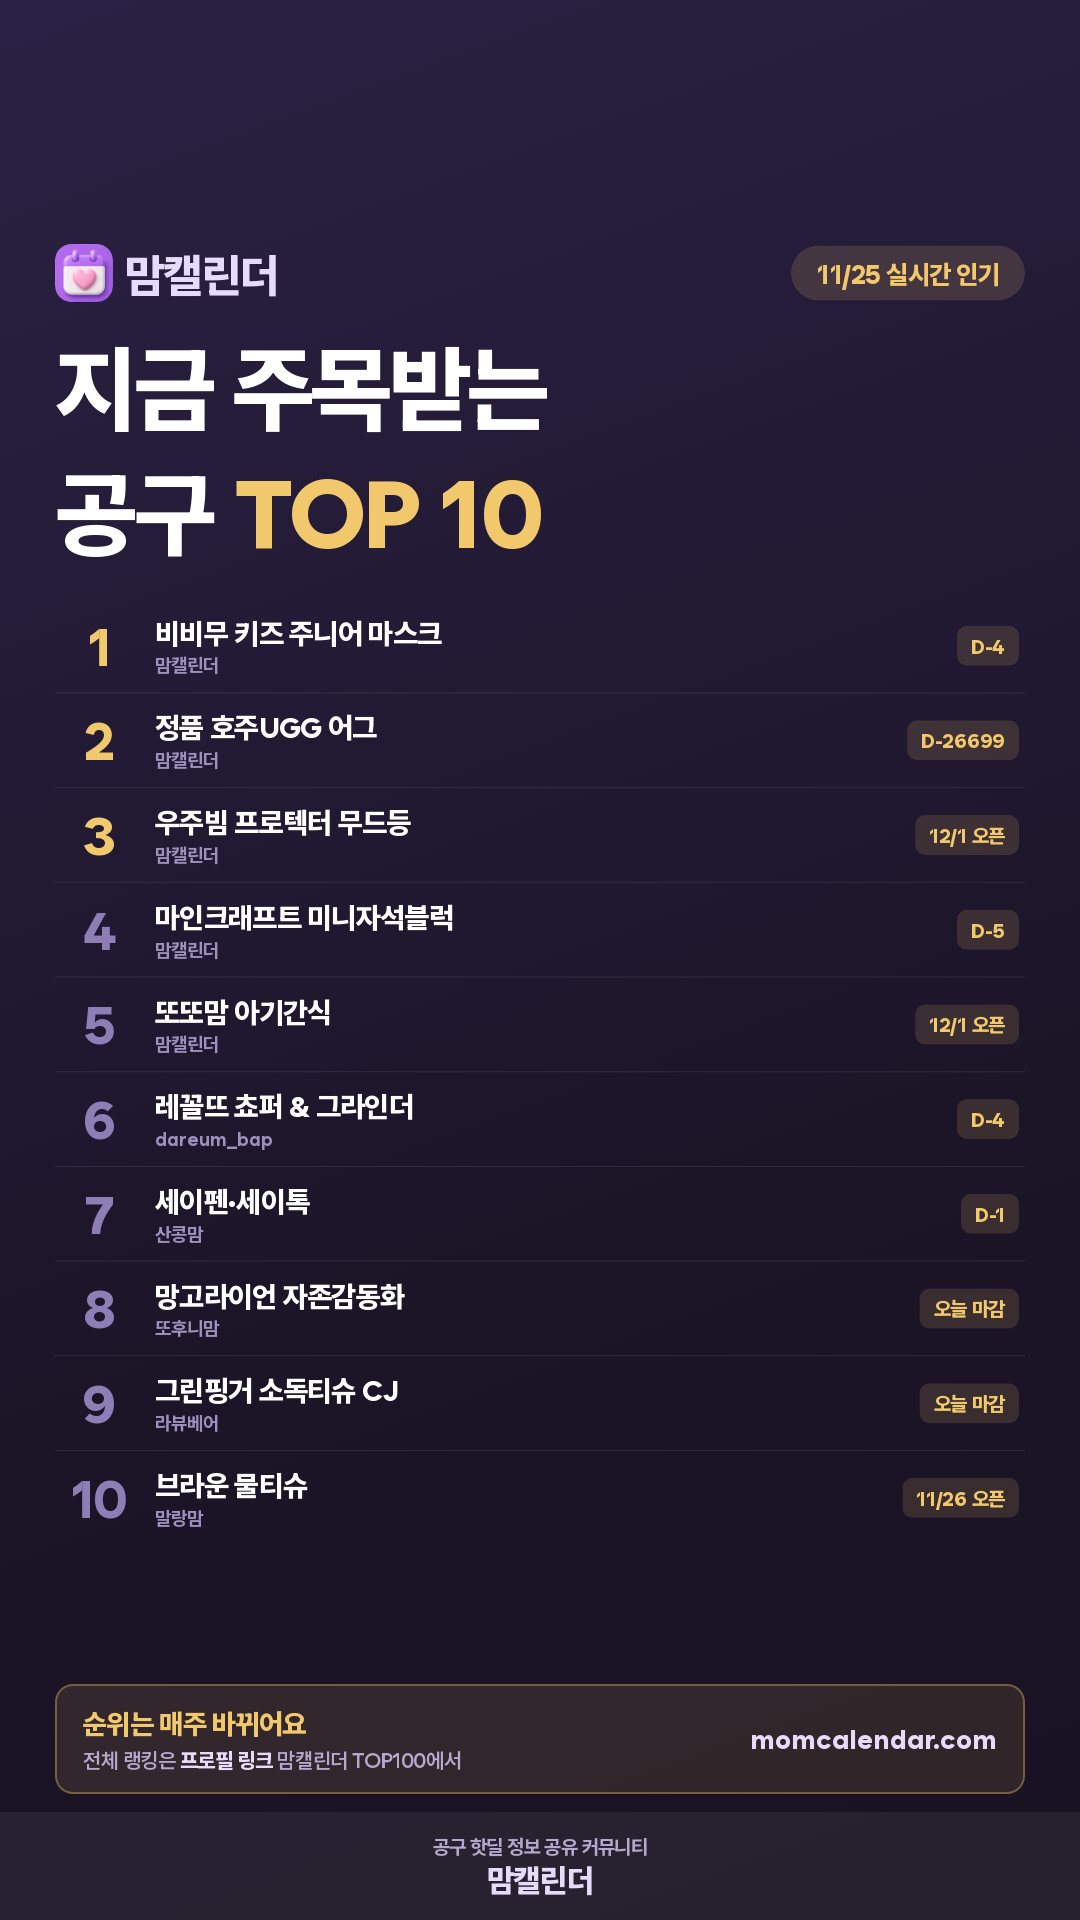 맘캘린더
11/25 실시간 인기
지금 주목받는
공구 TOP 10
1
비비무 키즈 주니어 마스크
맘캘린더
D-4
2
정품 호주UGG 어그
맘캘린더
D-26699
3
우주빔 프로텍터 무드등
맘캘린더
12/1 오픈
4
마인크래프트 미니자석블럭
맘캘린더
D-5
5
또또맘 아기간식
맘캘린더
12/1 오픈
6
레꼴뜨 쵸퍼 & 그라인더
dareum_bap
D-4
7
세이펜·세이톡
산콩맘
D-1
8
망고라이언 자존감동화
또후니맘
오늘 마감
9
그린핑거 소독티슈 CJ
라뷰베어
오늘 마감
10
브라운 물티슈
말랑맘
11/26 오픈
순위는 매주 바뀌어요
전체 랭킹은 프로필 링크 맘캘린더 TOP100에서
momcalendar.com
공구 핫딜 정보 공유 커뮤니티
맘캘린더